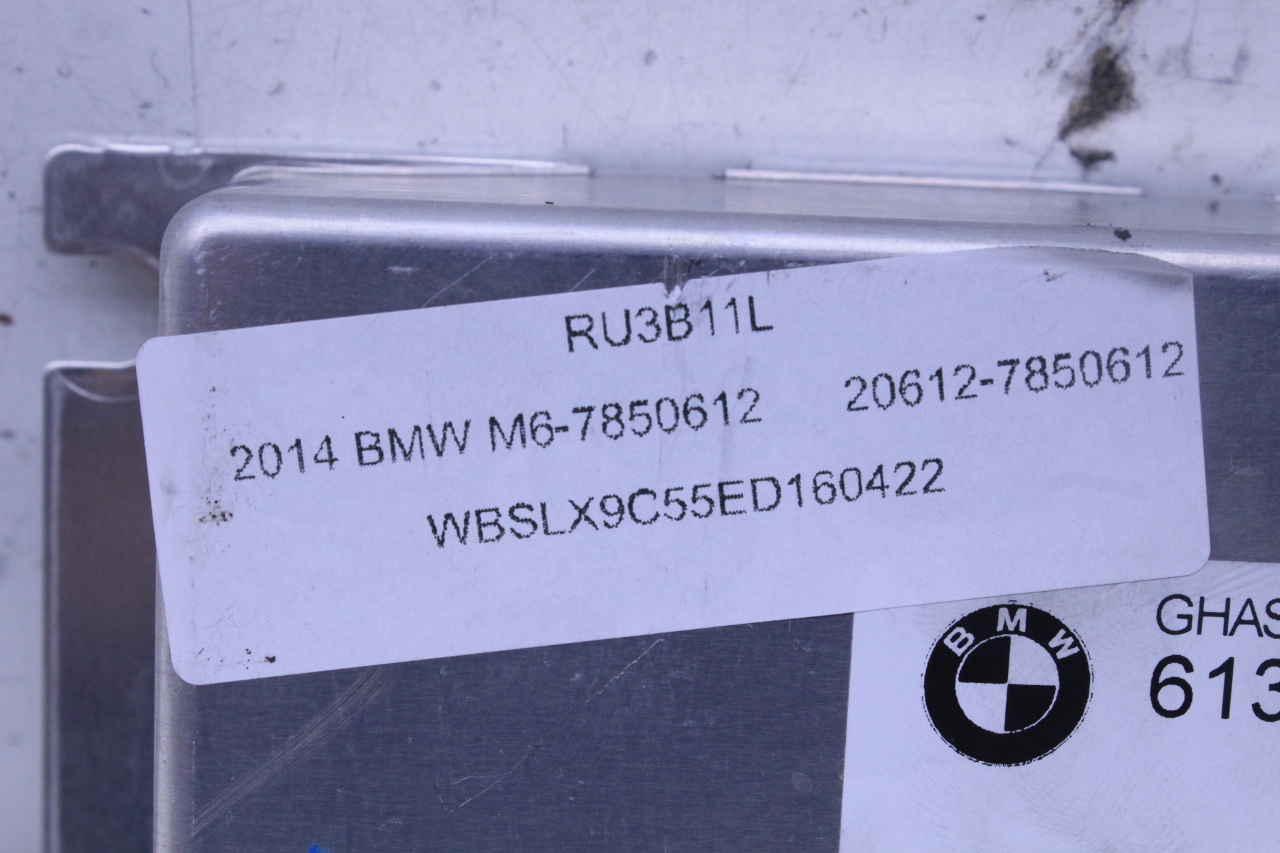 RU3B11L
2014 BMW M6-7850612 20612-7850612
WBSLX9C55ED160422
BMW
GHAS
613